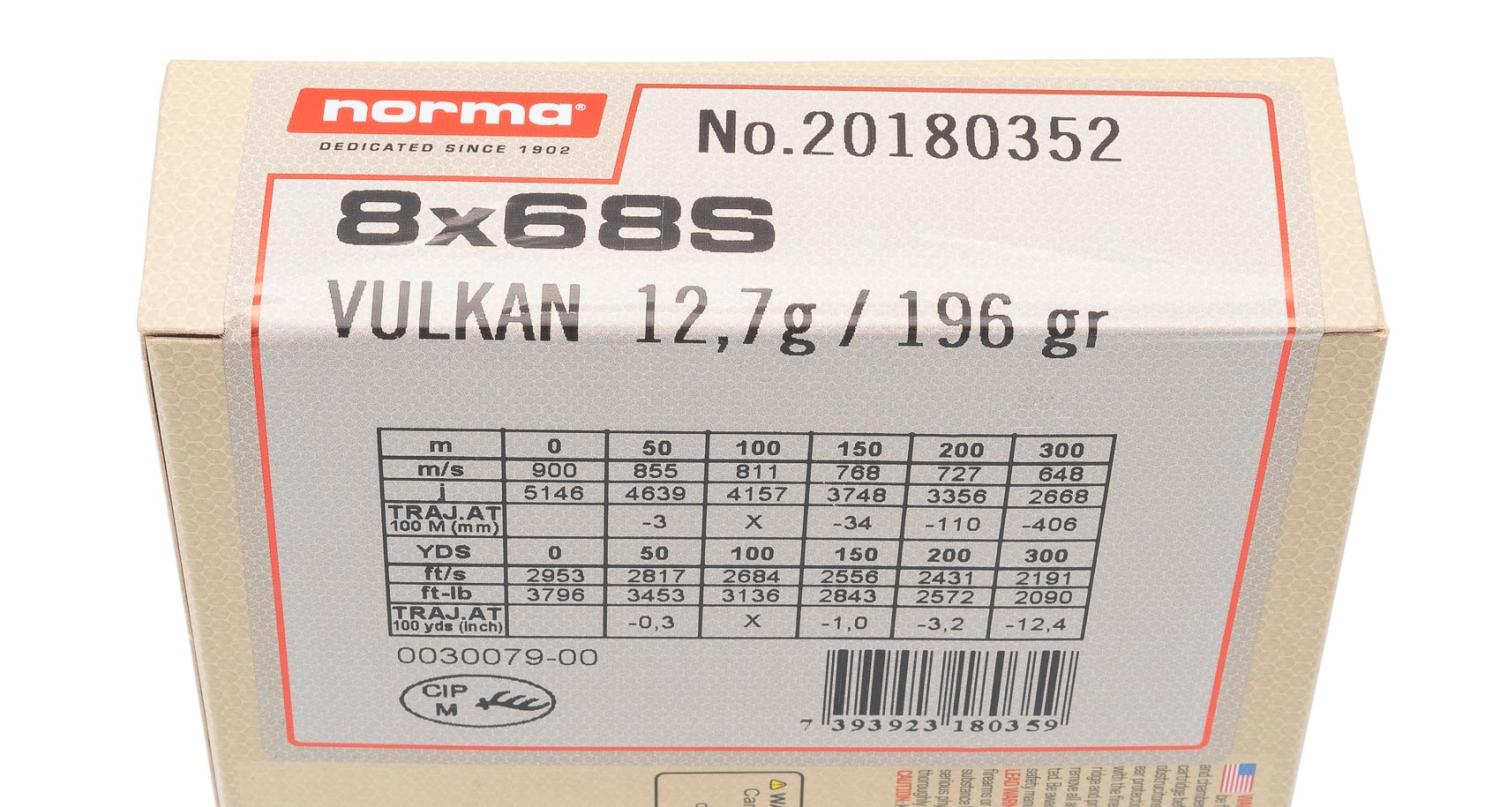 norma®
DEDICATED SINCE 1902
No.20180352
8x68S
VULKAN 12,7g / 196 gr
m 0 50 100 150 200 300
m/s 900 855 811 768 727 648
j 5146 4639 4157 3748 3356 2668
TRAJ.AT
100 M (mm) -3 X -34 -110 -406
YDS 0 50 100 150 200 300
ft/s 2953 2817 2684 2556 2431 2191
ft-lb 3796 3453 3136 2843 2572 2090
TRAJ.AT
100 yds (inch) -0,3 X -1,0 -3,2 -12,4
0030079-00
CIP
M
7 393923 180359